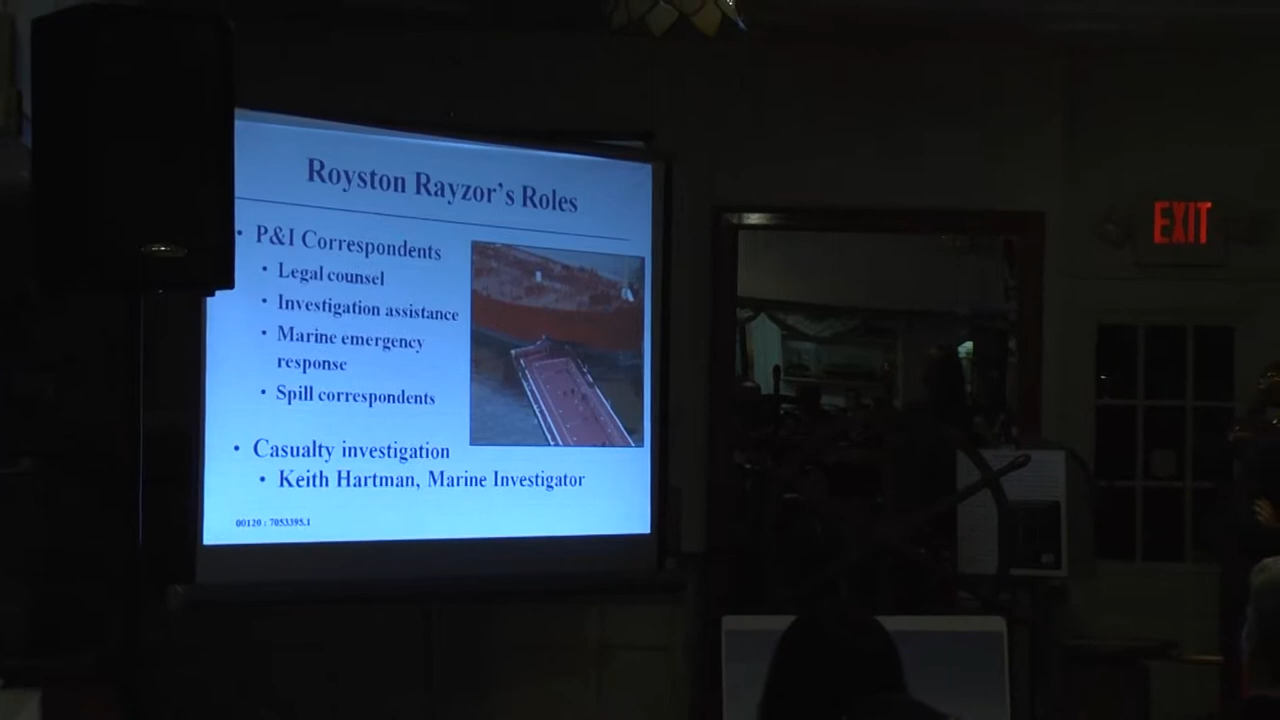 Royston Rayzor's Roles
• P&I Correspondents
• Legal counsel
• Investigation assistance
• Marine emergency
response
• Spill correspondents
• Casualty investigation
• Keith Hartman, Marine Investigator
00120 : 7053395.1
EXIT